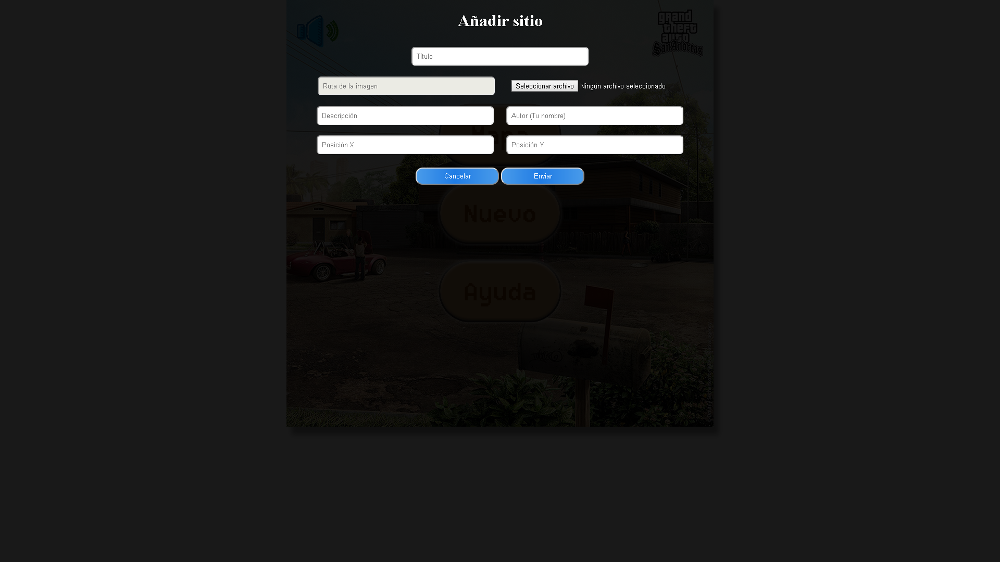 Añadir sitio
grand
theft
auto
San Andreas
Título
Ruta de la imagen
Seleccionar archivo Ningún archivo seleccionado
Descripción
Autor (Tu nombre)
Mapa
Posición X
Posición Y
Cancelar
Enviar
Nuevo
Ayuda